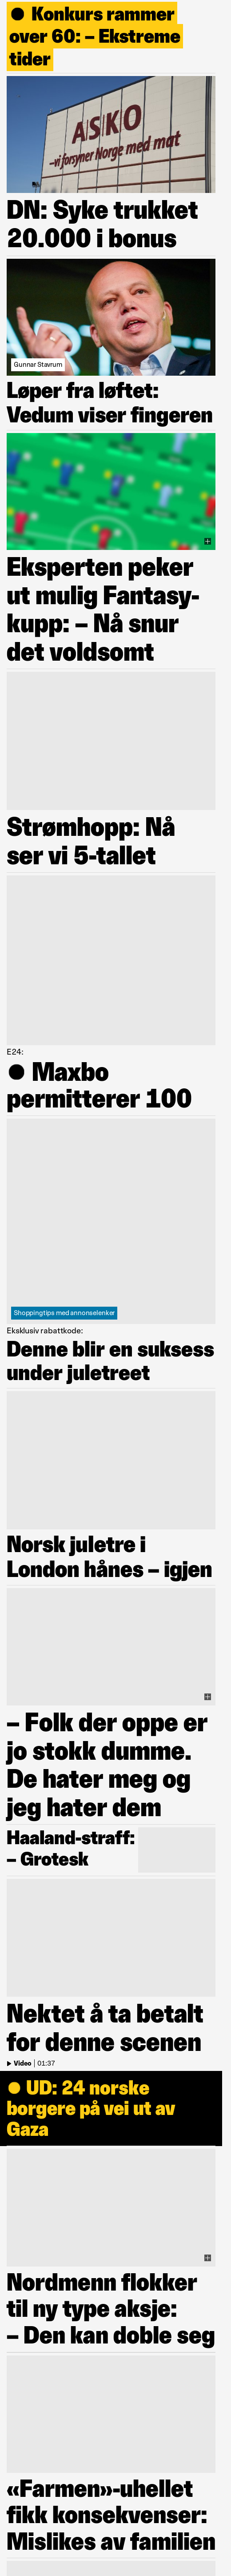 ● Konkurs rammer
over 60: – Ekstreme
tider
ASKO
-vi forsyner Norge med mat
DN: Syke trukket
20.000 i bonus
Gunnar Stavrum
Løper fra løftet:
Vedum viser fingeren
Eksperten peker
ut mulig Fantasy-
kupp: – Nå snur
det voldsomt
Strømhopp: Nå
ser vi 5-tallet
E24:
● Maxbo
permitterer 100
Shoppingtips med annonselenker
Eksklusiv rabattkode:
Denne blir en suksess
under juletreet
Norsk juletre i
London hånes – igjen
– Folk der oppe er
jo stokk dumme.
De hater meg og
jeg hater dem
Haaland-straff:
– Grotesk
Nektet å ta betalt
for denne scenen
Video | 01:37
● UD: 24 norske
borgere på vei ut av
Gaza
Nordmenn flokker
til ny type aksje:
– Den kan doble seg
«Farmen»-uhellet
fikk konsekvenser:
Mislikes av familien